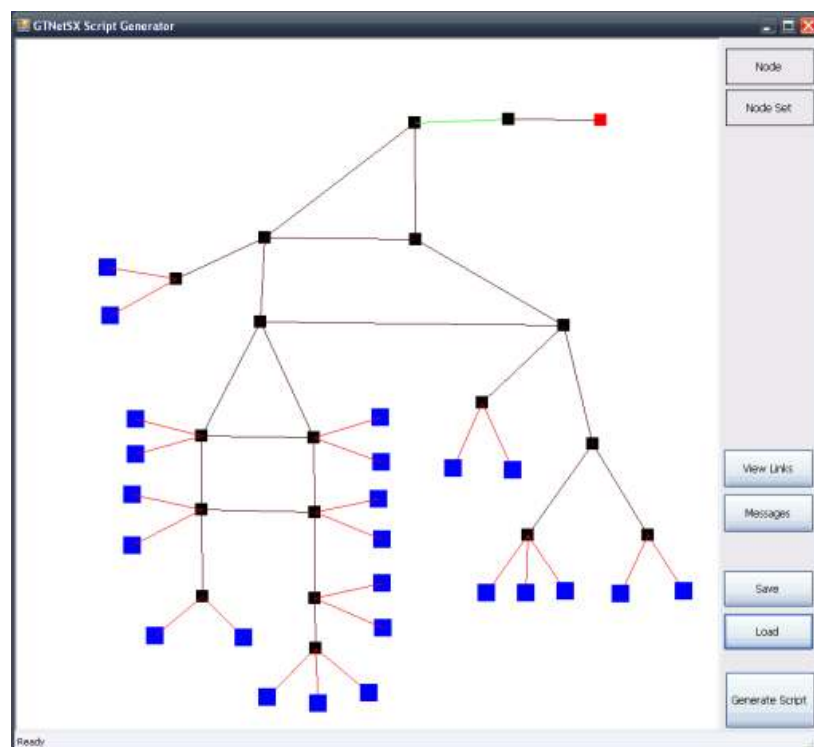 GTNetSX Script Generator
Node
Node Set
View Links
Messages
Save
Load
Generate Script
Ready